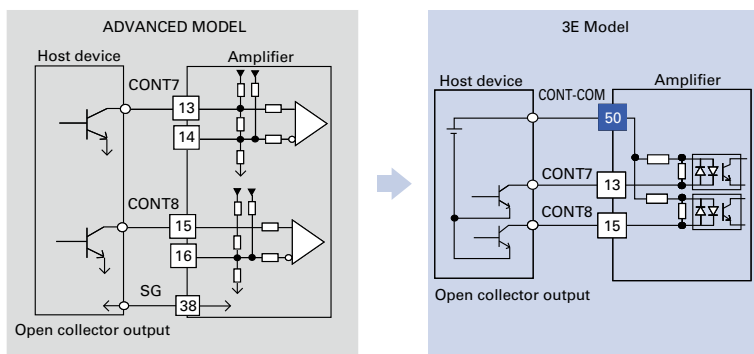 ADVANCED MODEL
Host device
Amplifier
CONT7
13
14
CONT8
15
16
SG
38
Open collector output
3E Model
Host device
Amplifier
CONT-COM
50
CONT7
13
CONT8
15
Open collector output